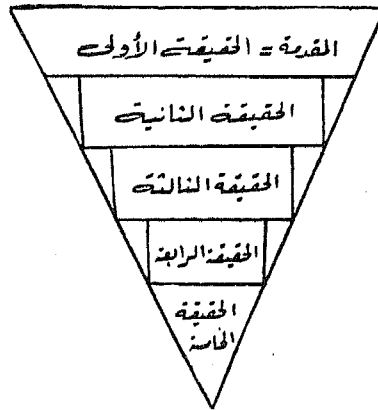 المقدمة = الحقيقة الأولى
الحقيقة الثانية
الحقيقة الثالثة
الحقيقة الرابعة
الحقيقة
الخامسة